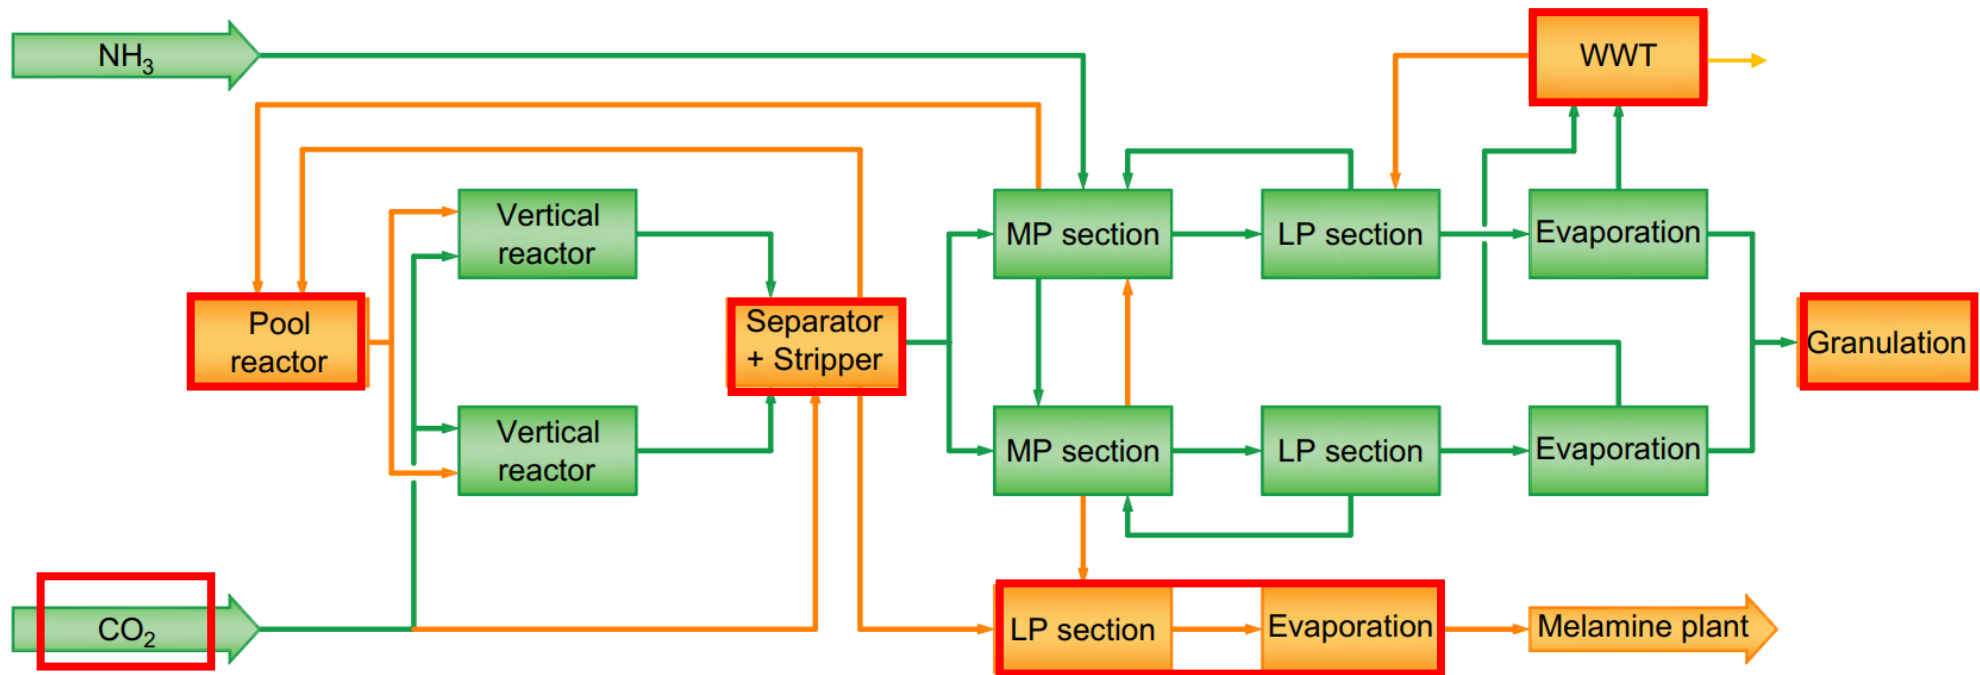 NH3
WWT
Vertical
reactor
MP section
LP section
Evaporation
Pool
reactor
Separator
+ Stripper
Granulation
Vertical
reactor
MP section
LP section
Evaporation
CO2
LP section
Evaporation
Melamine plant